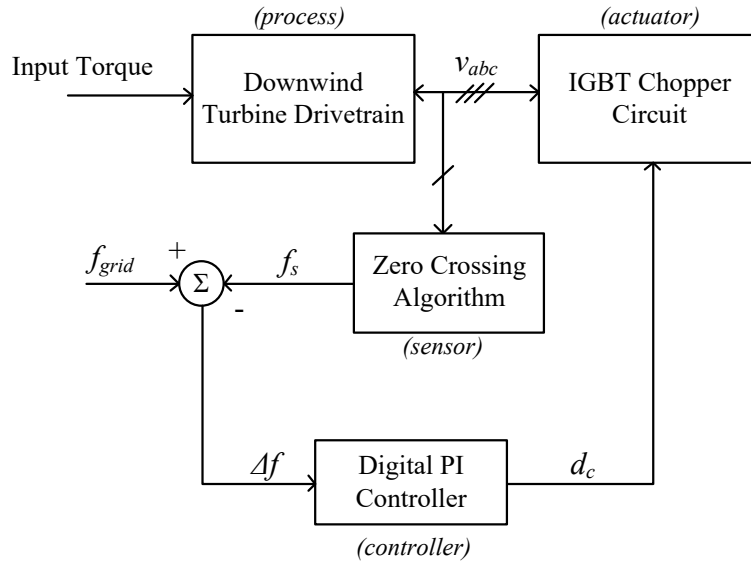 (process)
(actuator)
Input Torque
Downwind
Turbine Drivetrain
v_abc
IGBT Chopper
Circuit
f_grid
+
Σ
-
f_s
Zero Crossing
Algorithm
(sensor)
Δf
Digital PI
Controller
d_c
(controller)